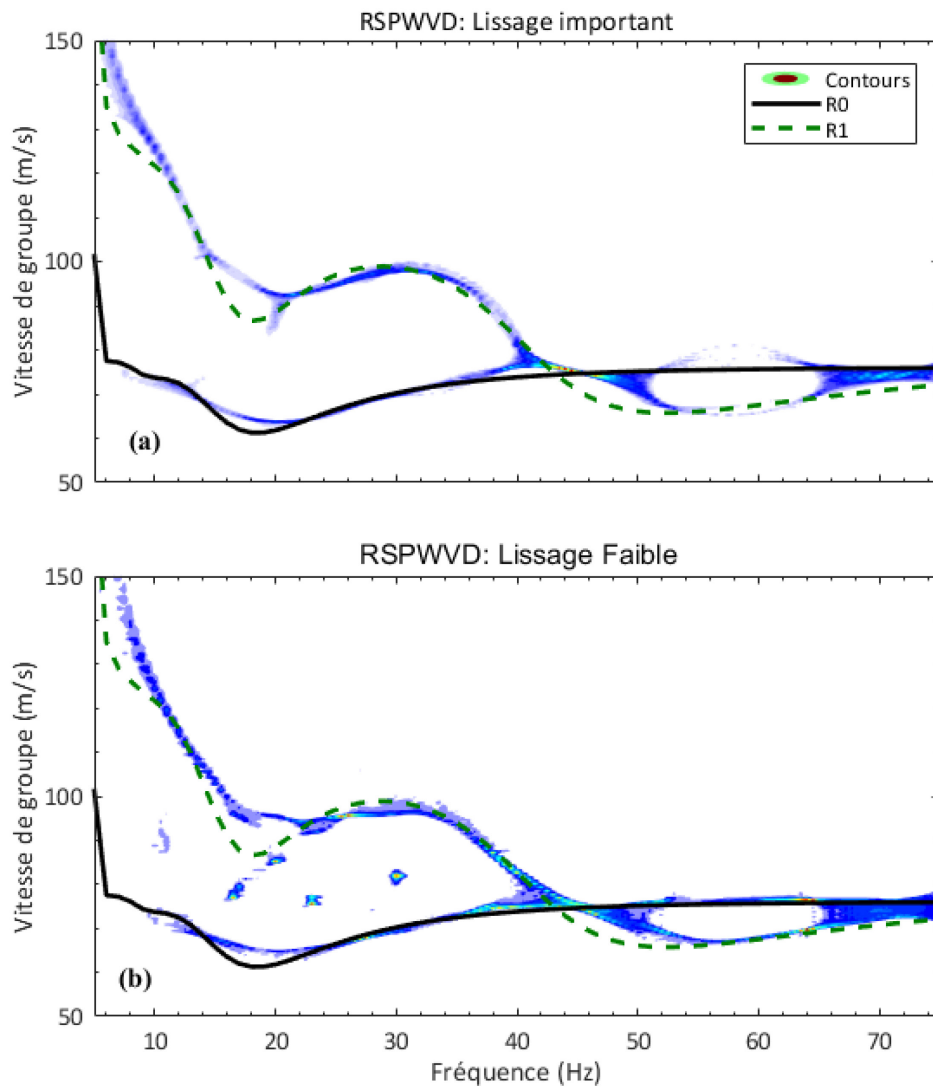 RSPWVD: Lissage important
150
Contours
R0
R1
Vitesse de groupe (m/s)
100
(a)
50
RSPWVD: Lissage Faible
150
Vitesse de groupe (m/s)
100
(b)
50
10 20 30 40 50 60 70
Fréquence (Hz)